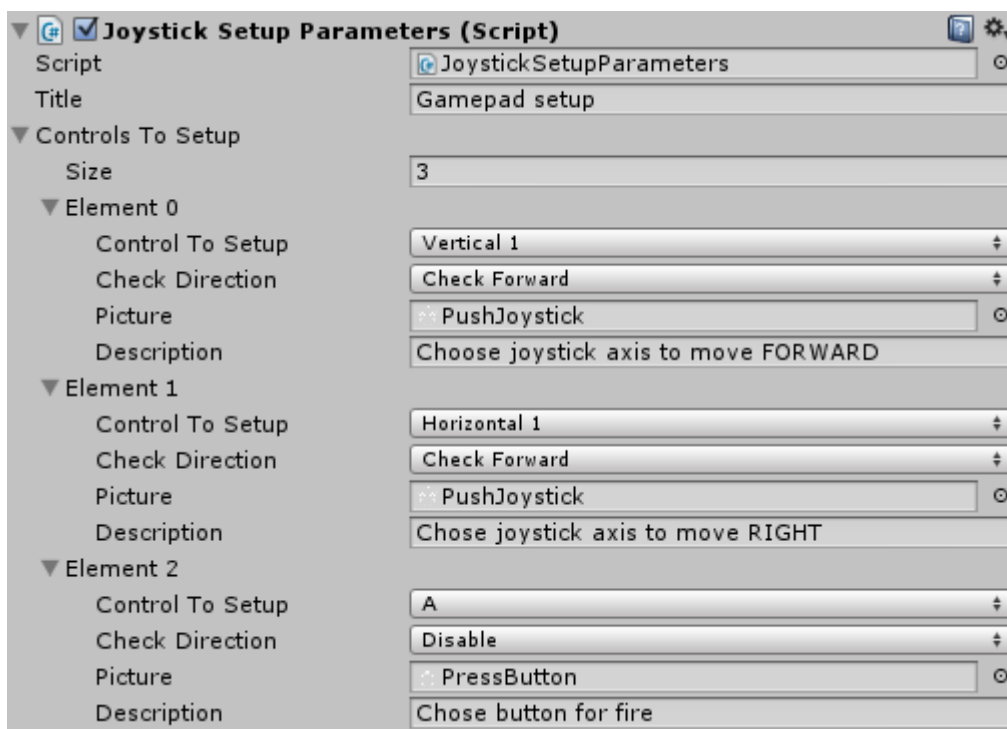 Joystick Setup Parameters (Script)
Script JoystickSetupParameters
Title Gamepad setup
Controls To Setup
Size 3
Element 0
Control To Setup Vertical 1
Check Direction Check Forward
Picture PushJoystick
Description Choose joystick axis to move FORWARD
Element 1
Control To Setup Horizontal 1
Check Direction Check Forward
Picture PushJoystick
Description Chose joystick axis to move RIGHT
Element 2
Control To Setup A
Check Direction Disable
Picture PressButton
Description Chose button for fire